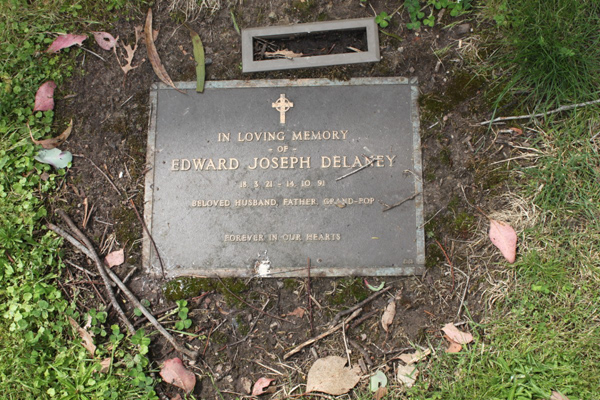 IN LOVING MEMORY
- OF -
EDWARD JOSEPH DELANEY
18. 3. 21 - 14. 10. 91
BELOVED HUSBAND, FATHER, GRAND-POP
FOREVER IN OUR HEARTS